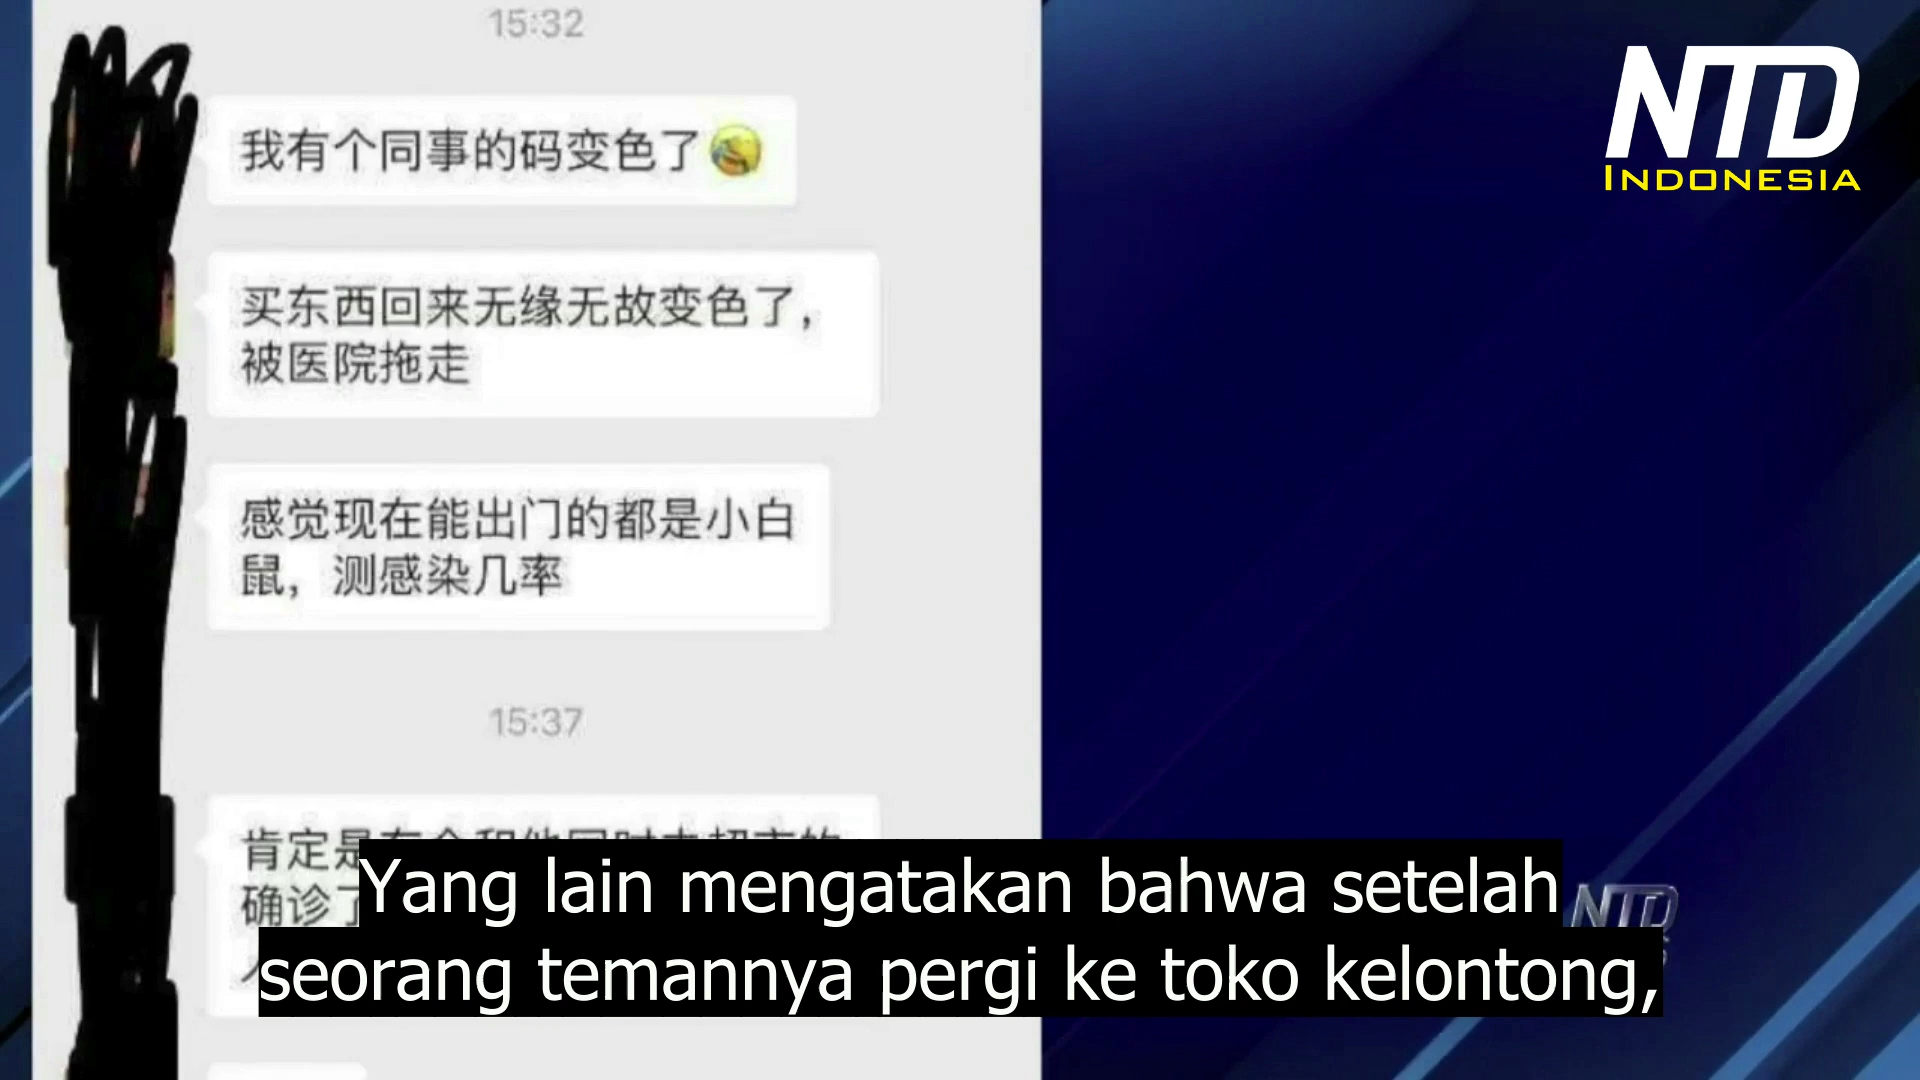 15:32
NTD
INDONESIA
我有个同事的码变色了
买东西回来无缘无故变色了，
被医院拖走
感觉现在能出门的都是小白
鼠，测感染几率
15:37
肯定是
确诊了
Yang lain mengatakan bahwa setelah
seorang temannya pergi ke toko kelontong,
NTD